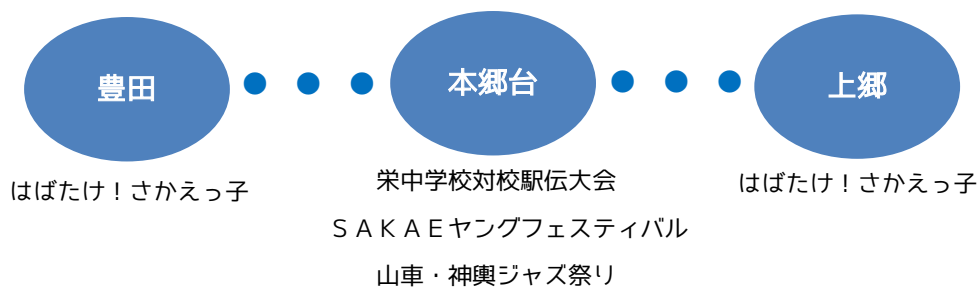 豊田
本郷台
上郷
はばたけ！さかえっ子
栄中学校対校駅伝大会
はばたけ！さかえっ子
ＳＡＫＡＥヤングフェスティバル
山車・神輿ジャズ祭り